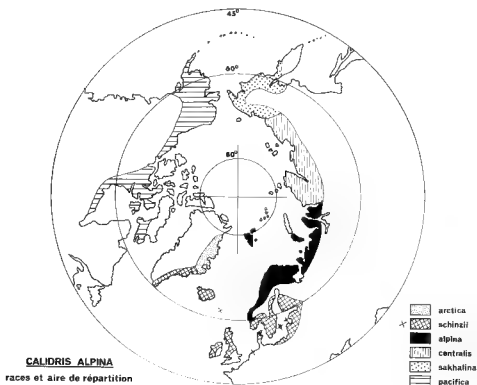 45°
60°
80°
arctica
× schinzii
alpina
centralis
sakhalina
pacifica
CALIDRIS ALPINA
races et aire de répartition